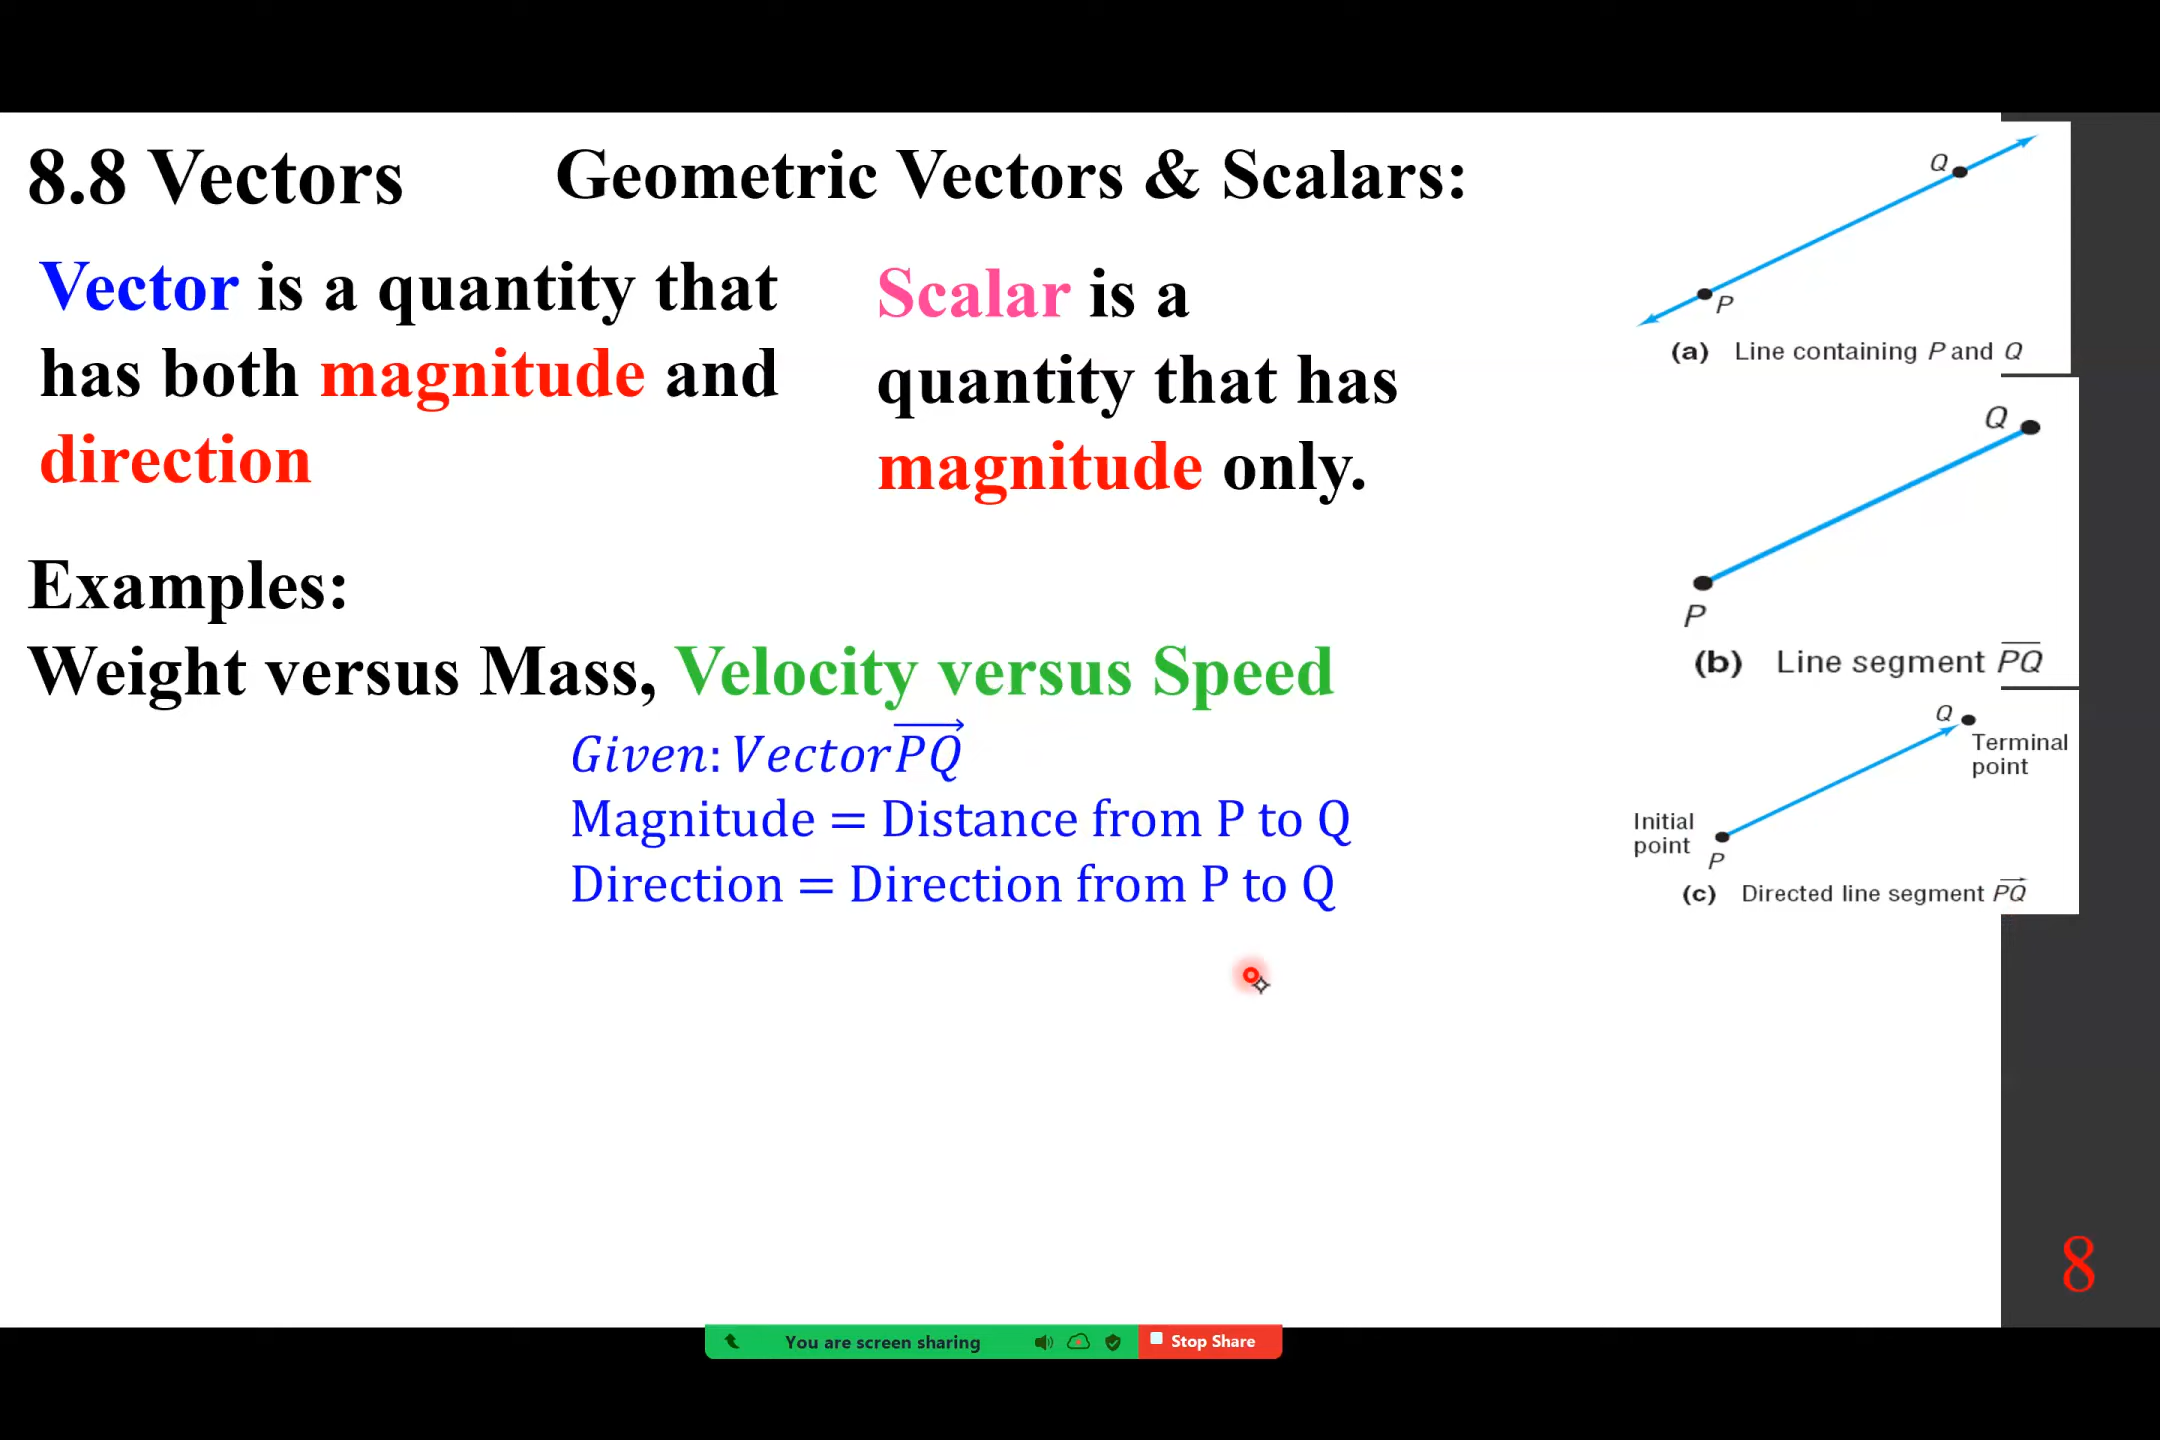 8.8 Vectors
Geometric Vectors & Scalars:
Vector is a quantity that
has both magnitude and
direction
Scalar is a
quantity that has
magnitude only.
Examples:
Weight versus Mass, Velocity versus Speed
Given: Vector PQ
Magnitude = Distance from P to Q
Direction = Direction from P to Q
Q
P
(a) Line containing P and Q
Q
P
(b) Line segment PQ
Q
Terminal
point
Initial
point
P
(c) Directed line segment PQ
8
You are screen sharing
Stop Share